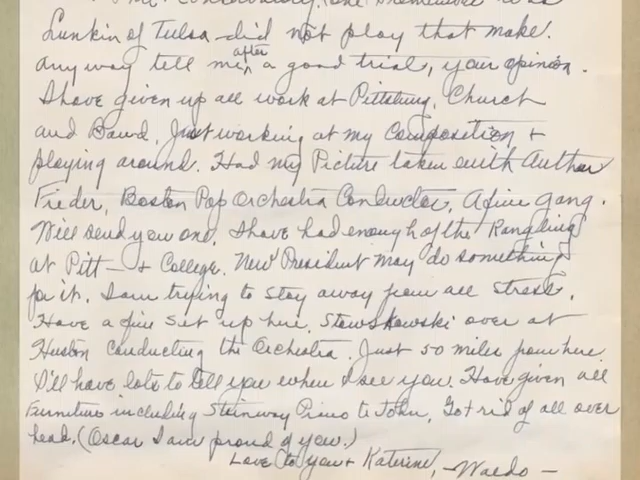 Lunkin of Tulsa did not play that make.
Any way tell me, after a good trial, your opinion.
I have given up all work at Pittsburg, Church
and Band. Just working at my Composition +
playing around. Had my Picture taken with Author
Fieder, Boston Pop Orchestra Conductor, A fine gang.
Will send you one. I have had enough of the Rangling
at Pitt — + College. New President may do something
for it. I am trying to stay away from all Stress.
Have a fine set up here. Stowskowski over at
Huston Conducting the Orchestra. Just 50 miles from here.
I'll have lots to tell you when I see you. Have given all
Furniture including Steinway Piano to John. Got rid of all over
head. (Oscar I am proud of you.)
Love to you + Katerine, — Waldo —